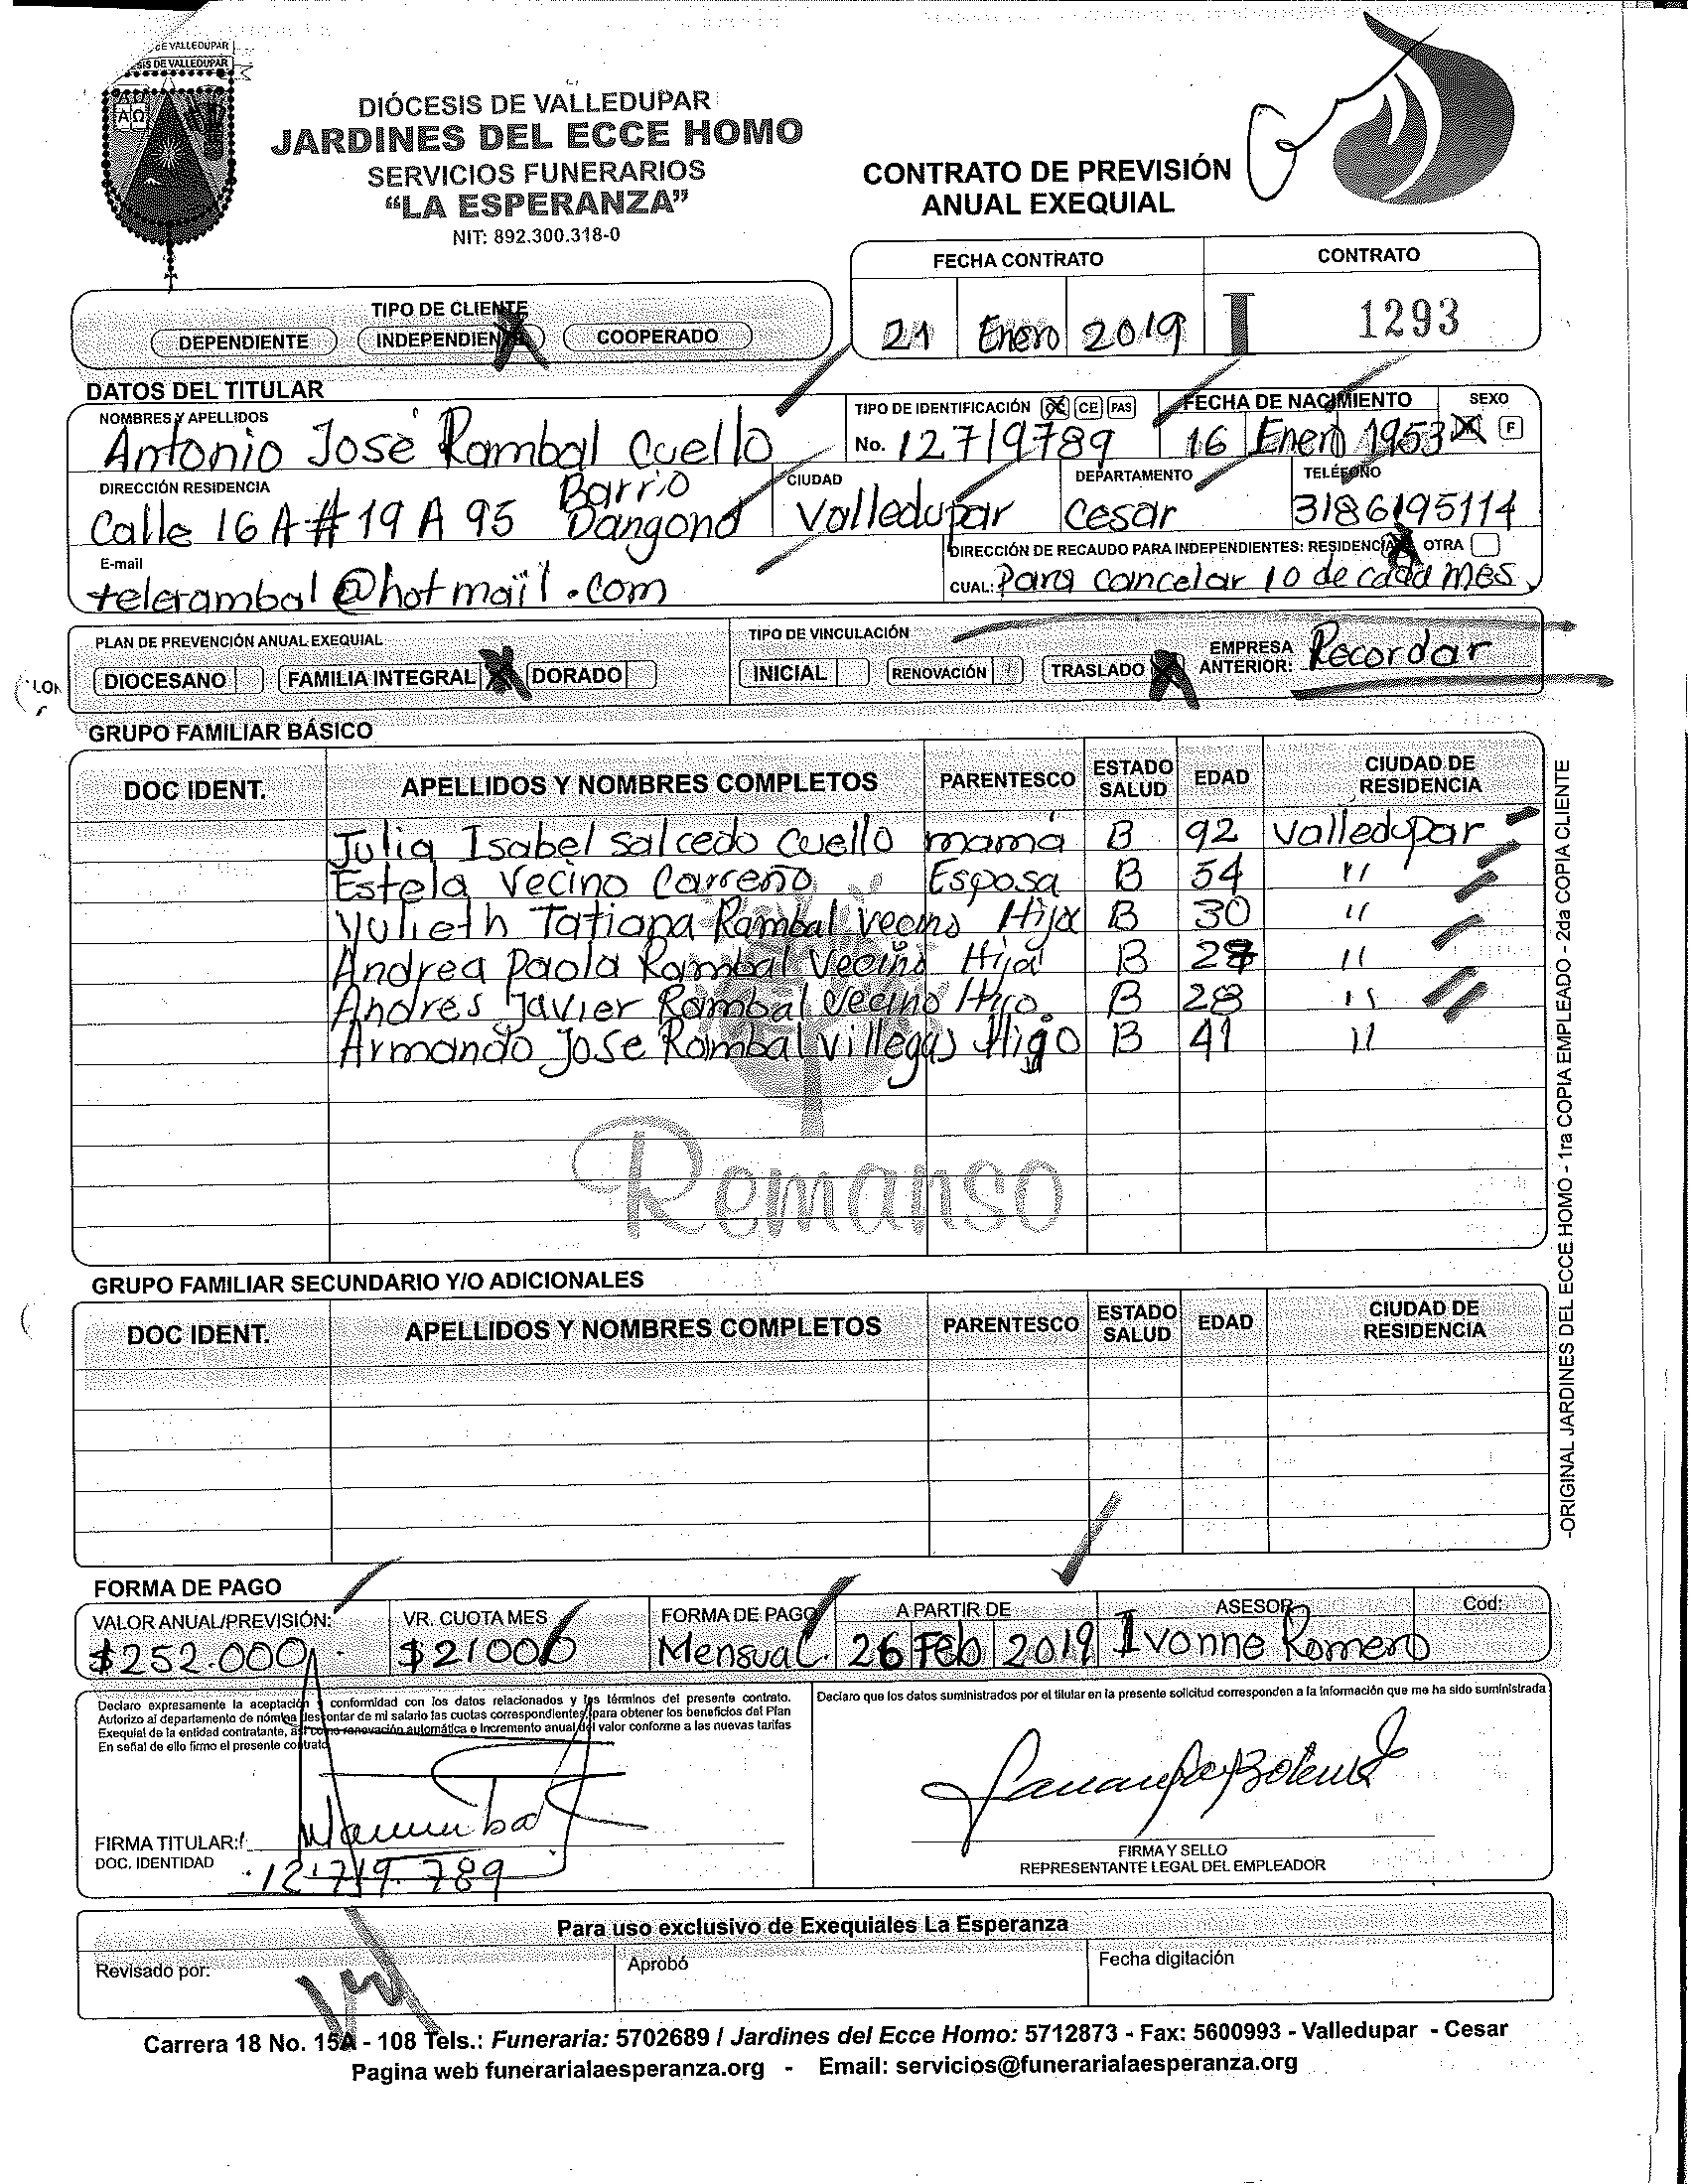 DE VALLEDUPAR
SIS DE VALLEDUPAR
A Ω
DIÓCESIS DE VALLEDUPAR
JARDINES DEL ECCE HOMO
SERVICIOS FUNERARIOS
“LA ESPERANZA”
NIT: 892.300.318-0
CONTRATO DE PREVISIÓN
ANUAL EXEQUIAL
FECHA CONTRATO CONTRATO
21 Enero 2019 I 1293
TIPO DE CLIENTE
DEPENDIENTE INDEPENDIEN X COOPERADO
DATOS DEL TITULAR
NOMBRES Y APELLIDOS TIPO DE IDENTIFICACIÓN CC CE PAS FECHA DE NACIMIENTO SEXO
Antonio Jose Rambal Cuello No. 12719789 16 Enero 1953 X F
DIRECCIÓN RESIDENCIA CIUDAD DEPARTAMENTO TELÉFONO
Calle 16 A # 19 A 95 Barrio Dangond Valledupar Cesar 3186195114
E-mail DIRECCIÓN DE RECAUDO PARA INDEPENDIENTES: RESIDENCIA X OTRA
telerambal@hotmail.com CUAL: Para cancelar 10 de cada mes
PLAN DE PREVENCIÓN ANUAL EXEQUIAL TIPO DE VINCULACIÓN
DIOCESANO FAMILIA INTEGRAL X DORADO INICIAL RENOVACIÓN TRASLADO X EMPRESA ANTERIOR: Recordar
GRUPO FAMILIAR BÁSICO
DOC IDENT. APELLIDOS Y NOMBRES COMPLETOS PARENTESCO ESTADO SALUD EDAD CIUDAD DE RESIDENCIA
Julia Isabel Salcedo Cuello mamá B 92 Valledupar
Estela Vecino Carreño Esposa B 54 "
Yulieth Tatiana Rambal Vecino Hija B 30 "
Andrea Paola Rambal Vecino Hija B 27 "
Andres Javier Rambal Vecino Hijo B 28 "
Armando Jose Rambal Villegas Higo B 41 "
Remanso
GRUPO FAMILIAR SECUNDARIO Y/O ADICIONALES
DOC IDENT. APELLIDOS Y NOMBRES COMPLETOS PARENTESCO ESTADO SALUD EDAD CIUDAD DE RESIDENCIA
-ORIGINAL JARDINES DEL ECCE HOMO - 1ra COPIA EMPLEADO - 2da COPIA CLIENTE
FORMA DE PAGO
VALOR ANUAL/PREVISIÓN: VR. CUOTA MES FORMA DE PAGO A PARTIR DE ASESOR Cód:
$252.000 $21000 Mensual. 26 Feb 2019 Ivonne Romero
Declaro expresamente la aceptación y conformidad con los datos relacionados y los términos del presente contrato.
Autorizo al departamento de nómina descontar de mi salario las cuotas correspondientes para obtener los beneficios del Plan
Exequial de la entidad contratante, así como renovación automática e incremento anual del valor conforme a las nuevas tarifas
En señal de ello firmo el presente contrato
Declaro que los datos suministrados por el titular en la presente solicitud corresponden a la información que me ha sido suministrada
FIRMA TITULAR:
DOC. IDENTIDAD 12.719.789
FIRMA Y SELLO
REPRESENTANTE LEGAL DEL EMPLEADOR
Para uso exclusivo de Exequiales La Esperanza
Revisado por: Aprobó Fecha digitación
Carrera 18 No. 15A - 108 Tels.: Funeraria: 5702689 / Jardines del Ecce Homo: 5712873 - Fax: 5600993 - Valledupar - Cesar
Pagina web funerarialaesperanza.org - Email: servicios@funerarialaesperanza.org